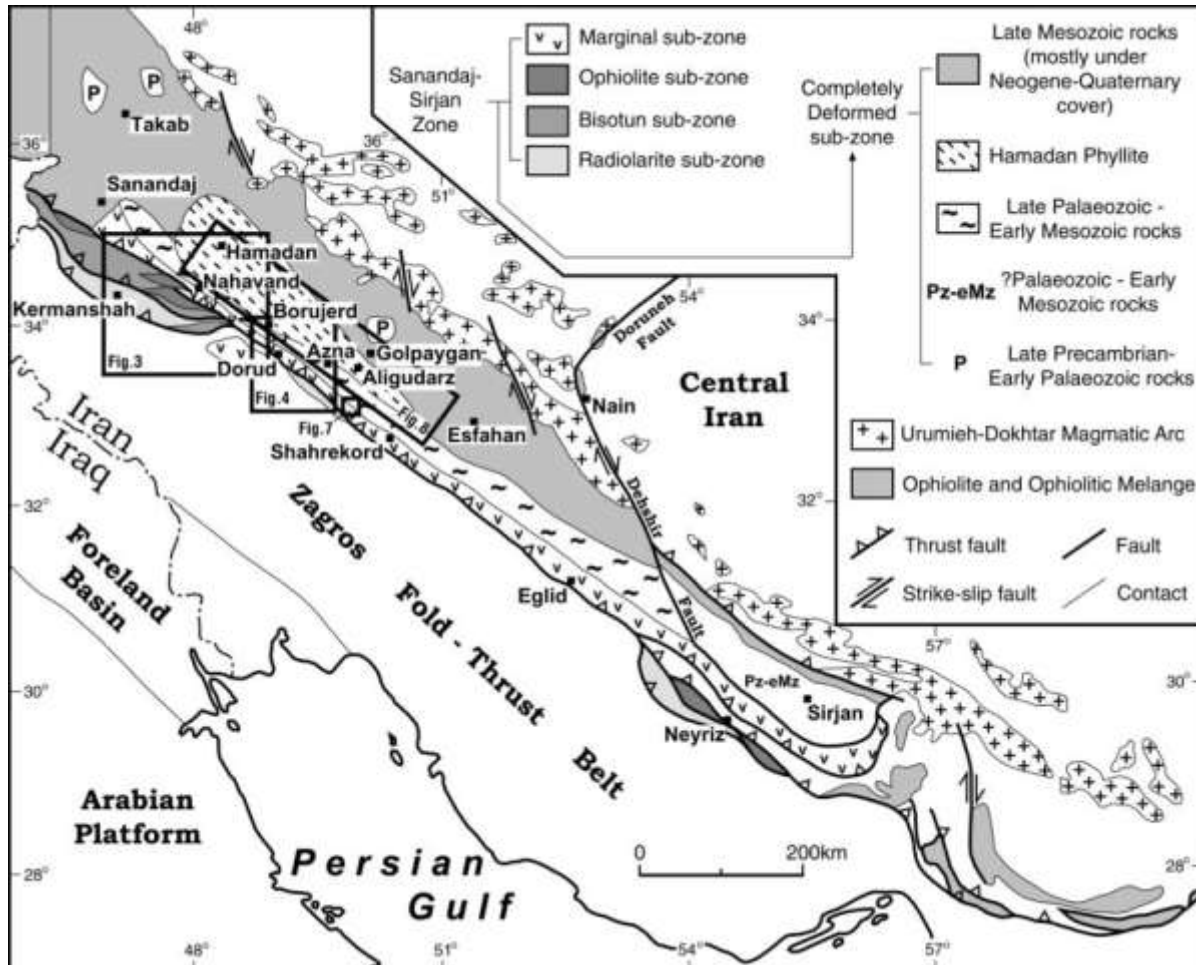 48°
Sanandaj-
Sirjan
Zone
Marginal sub-zone
Ophiolite sub-zone
Bisotun sub-zone
Radiolarite sub-zone
Completely
Deformed
sub-zone
Late Mesozoic rocks
(mostly under
Neogene-Quaternary
cover)
Hamadan Phyllite
Late Palaeozoic -
Early Mesozoic rocks
Pz-eMz
?Palaeozoic - Early
Mesozoic rocks
P
Late Precambrian-
Early Palaeozoic rocks
Urumieh-Dokhtar Magmatic Arc
Ophiolite and Ophiolitic Melange
Thrust fault
Fault
Strike-slip fault
Contact
P
P
Takab
36°
36°
51°
Sanandaj
Hamadan
Nahavand
Kermanshah
Borujerd
34°
P
54°
34°
Doruneh
Fault
Fig.3
Dorud
Azna
Golpaygan
Aligudarz
Fig.4
Fig.7
Fig.8
Nain
Central
Iran
Esfahan
Shahrekord
Iran
Iraq
32°
32°
Dehshir
Fault
Zagros
Fold - Thrust
Belt
Foreland
Basin
Eglid
57°
30°
30°
Pz-eMz
Sirjan
Neyriz
Arabian
Platform
Persian
Gulf
0
200km
28°
28°
48°
51°
54°
57°